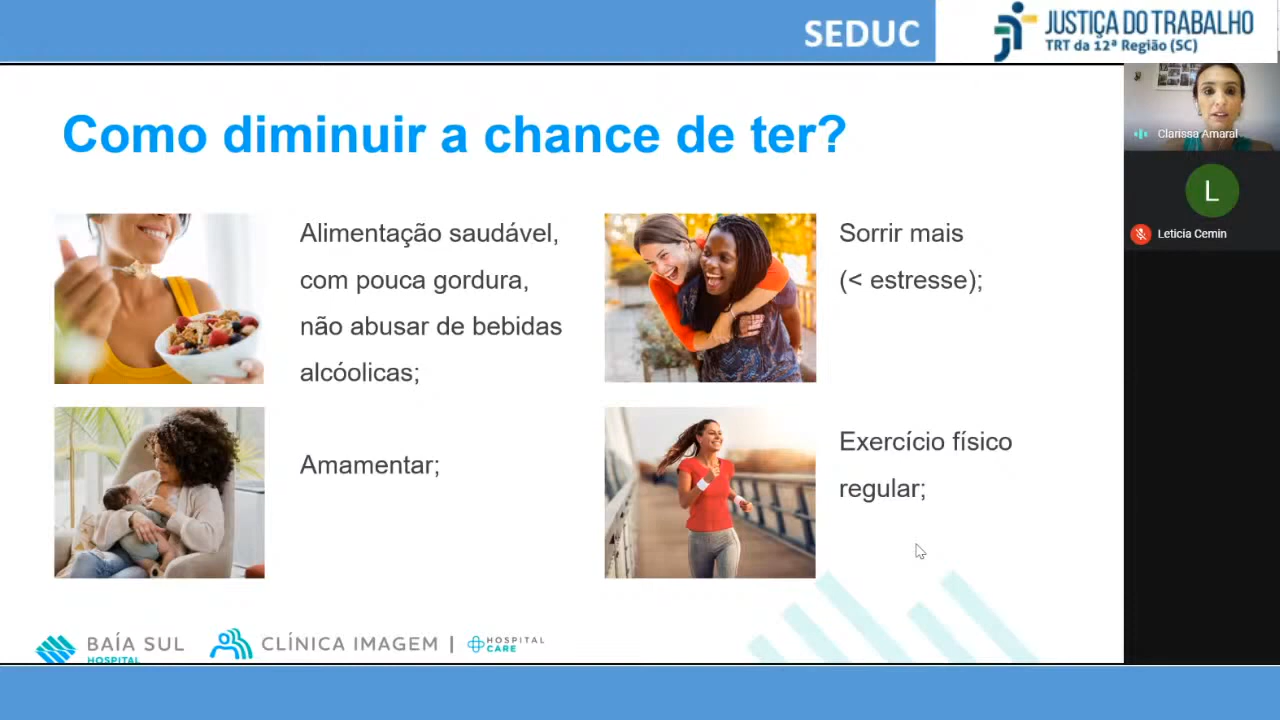 SEDUC
JUSTIÇA DO TRABALHO
TRT da 12ª Região (SC)
Como diminuir a chance de ter?
Alimentação saudável,
com pouca gordura,
não abusar de bebidas
alcóolicas;
Sorrir mais
(< estresse);
Amamentar;
Exercício físico
regular;
Clarissa Amaral
L
Leticia Cemin
BAÍA SUL
HOSPITAL
CLÍNICA IMAGEM |
HOSPITAL
CARE